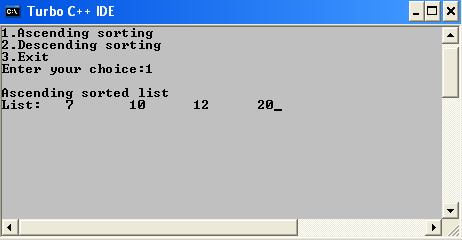 Turbo C++ IDE
1.Ascending sorting
2.Descending sorting
3.Exit
Enter your choice:1
Ascending sorted list
List: 7 10 12 20_